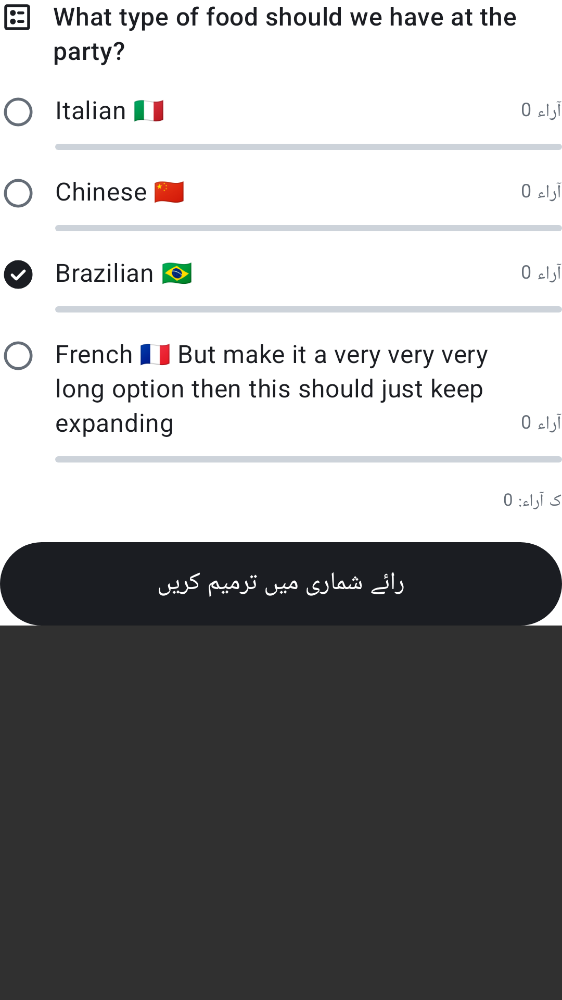 What type of food should we have at the
party?
Italian 🇮🇹
0 آراء
Chinese 🇨🇳
0 آراء
Brazilian 🇧🇷
0 آراء
French 🇫🇷 But make it a very very very
long option then this should just keep
expanding
0 آراء
ک آراء: 0
رائے شماری میں ترمیم کریں